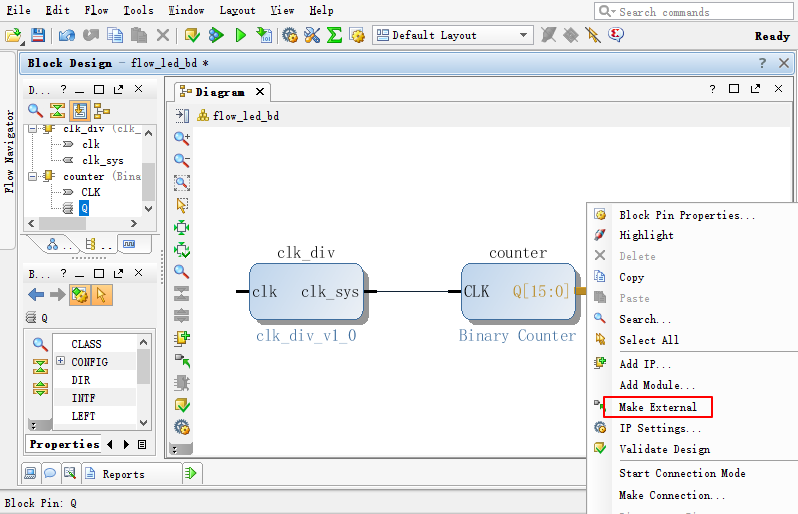 File Edit Flow Tools Window Layout View Help
Search commands
Default Layout
Ready
Block Design - flow_led_bd *
Flow Navigator
D...
clk_div (clk_
clk
clk_sys
counter (Bina
CLK
Q
B...
Q
CLASS
CONFIG
DIR
INTF
LEFT
Properties
Reports
Diagram
flow_led_bd
clk_div
clk clk_sys
clk_div_v1_0
counter
CLK Q[15:0]
Binary Counter
Block Pin Properties...
Highlight
Delete
Copy
Paste
Search...
Select All
Add IP...
Add Module...
Make External
IP Settings...
Validate Design
Start Connection Mode
Make Connection...
Block Pin: Q